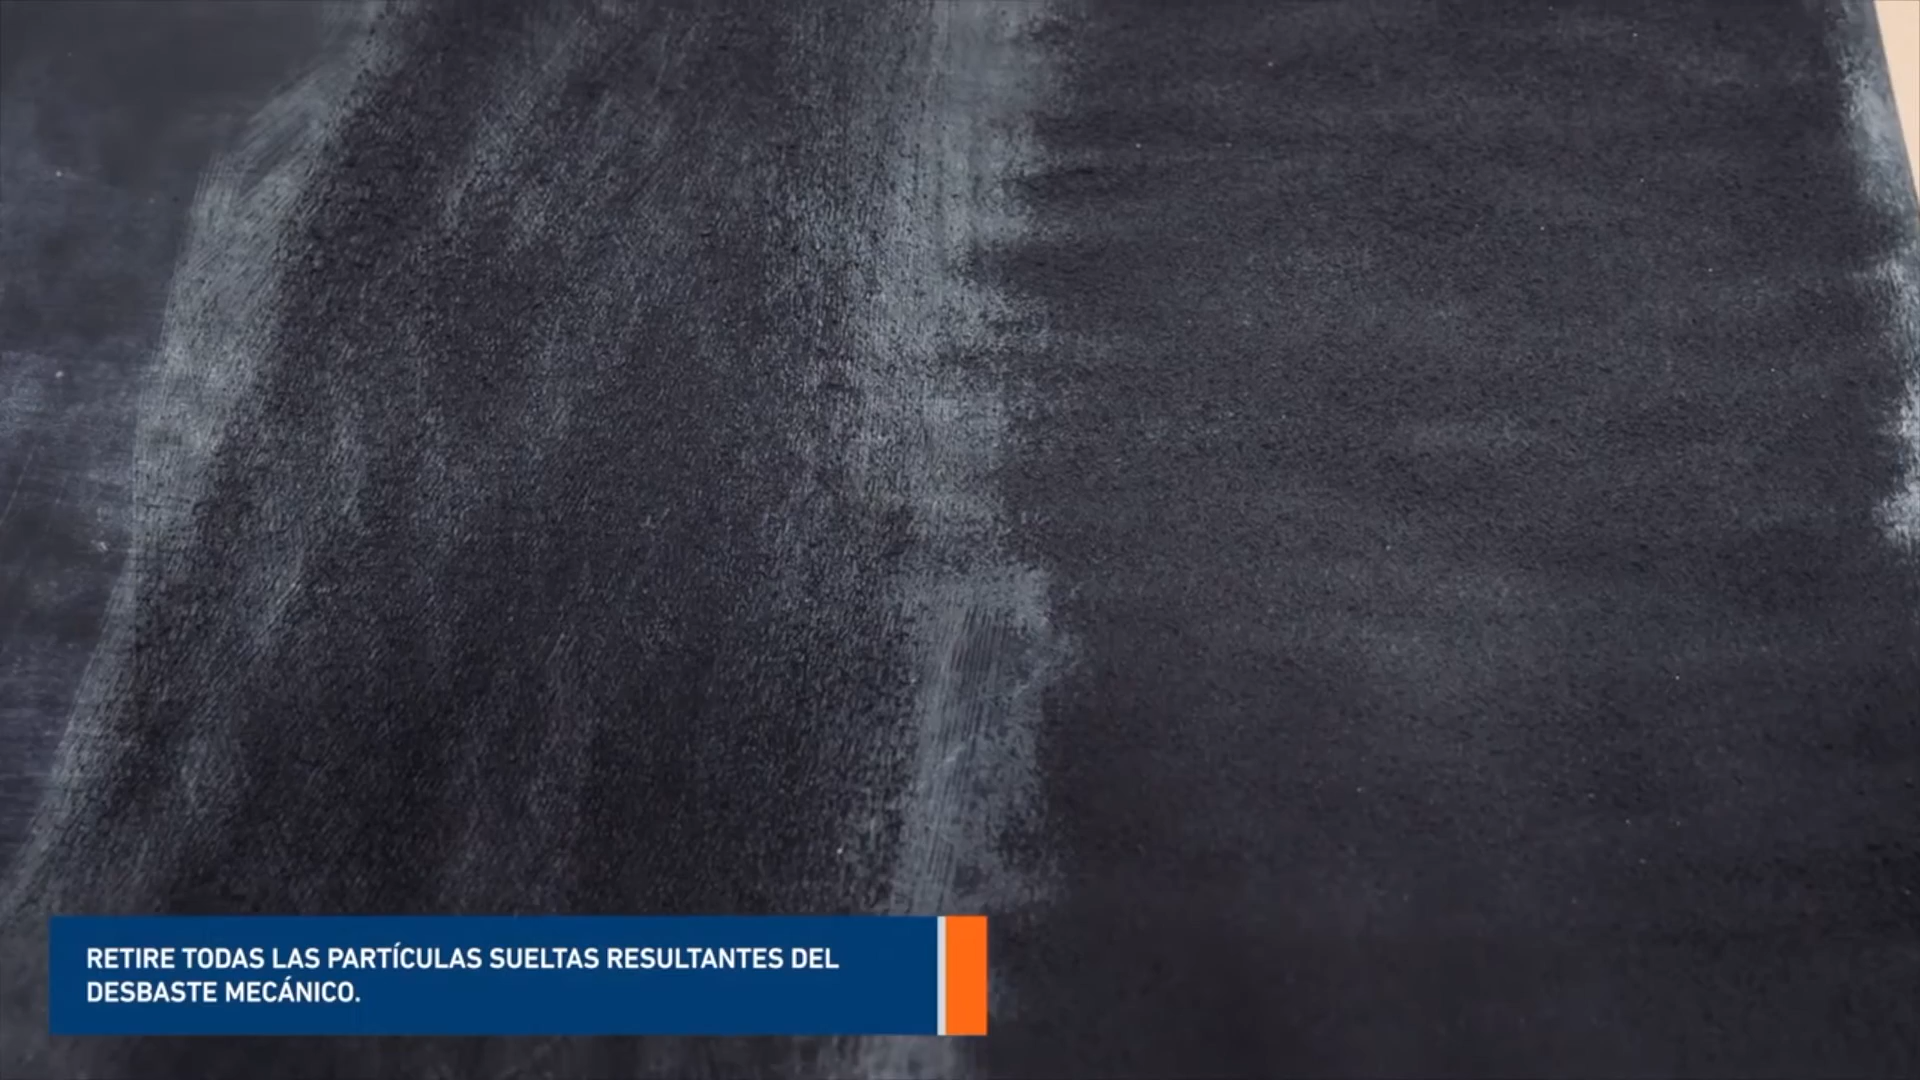 RETIRE TODAS LAS PARTÍCULAS SUELTAS RESULTANTES DEL
DESBASTE MECÁNICO.